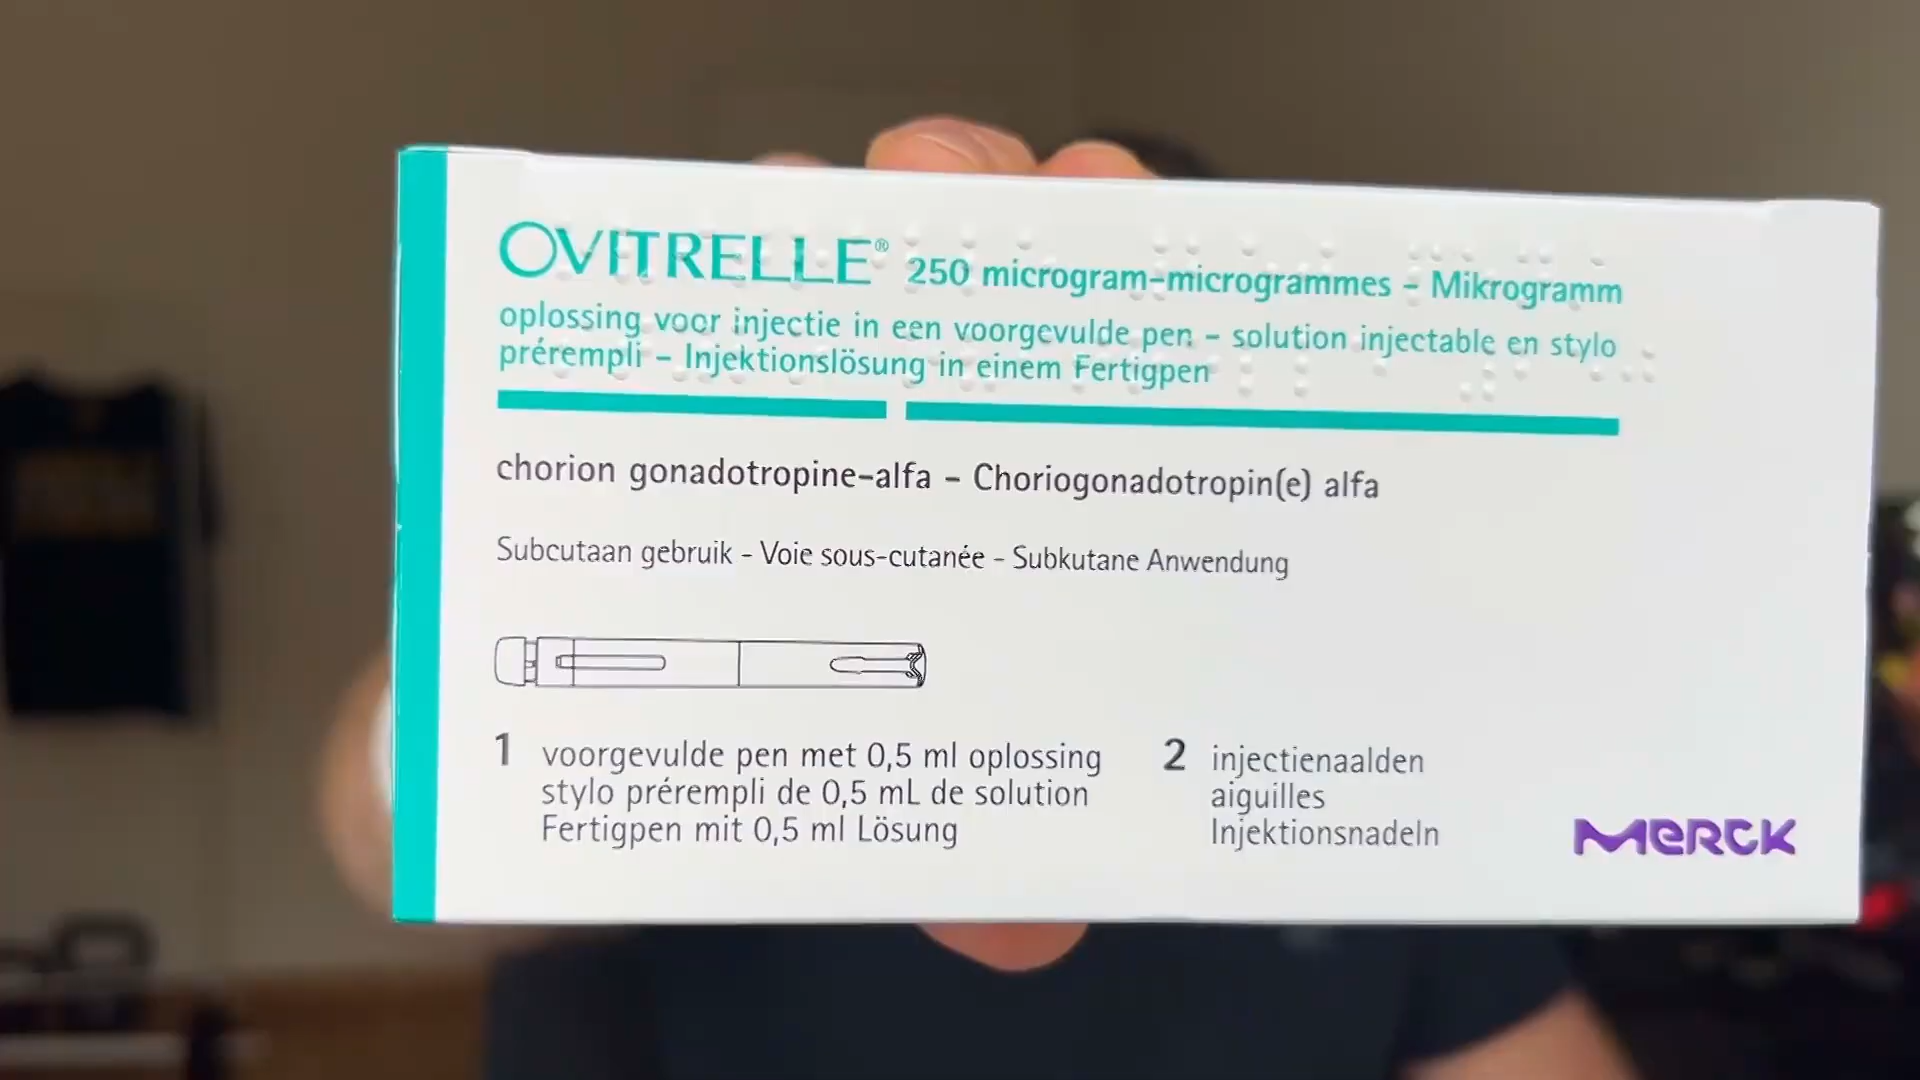 OVITRELLE® 250 microgram-microgrammes - Mikrogramm
oplossing voor injectie in een voorgevulde pen - solution injectable en stylo
prérempli - Injektionslösung in einem Fertigpen
chorion gonadotropine-alfa - Choriogonadotropin(e) alfa
Subcutaan gebruik - Voie sous-cutanée - Subkutane Anwendung
1 voorgevulde pen met 0,5 ml oplossing
stylo prérempli de 0,5 mL de solution
Fertigpen mit 0,5 ml Lösung
2 injectienaalden
aiguilles
Injektionsnadeln
MERCK